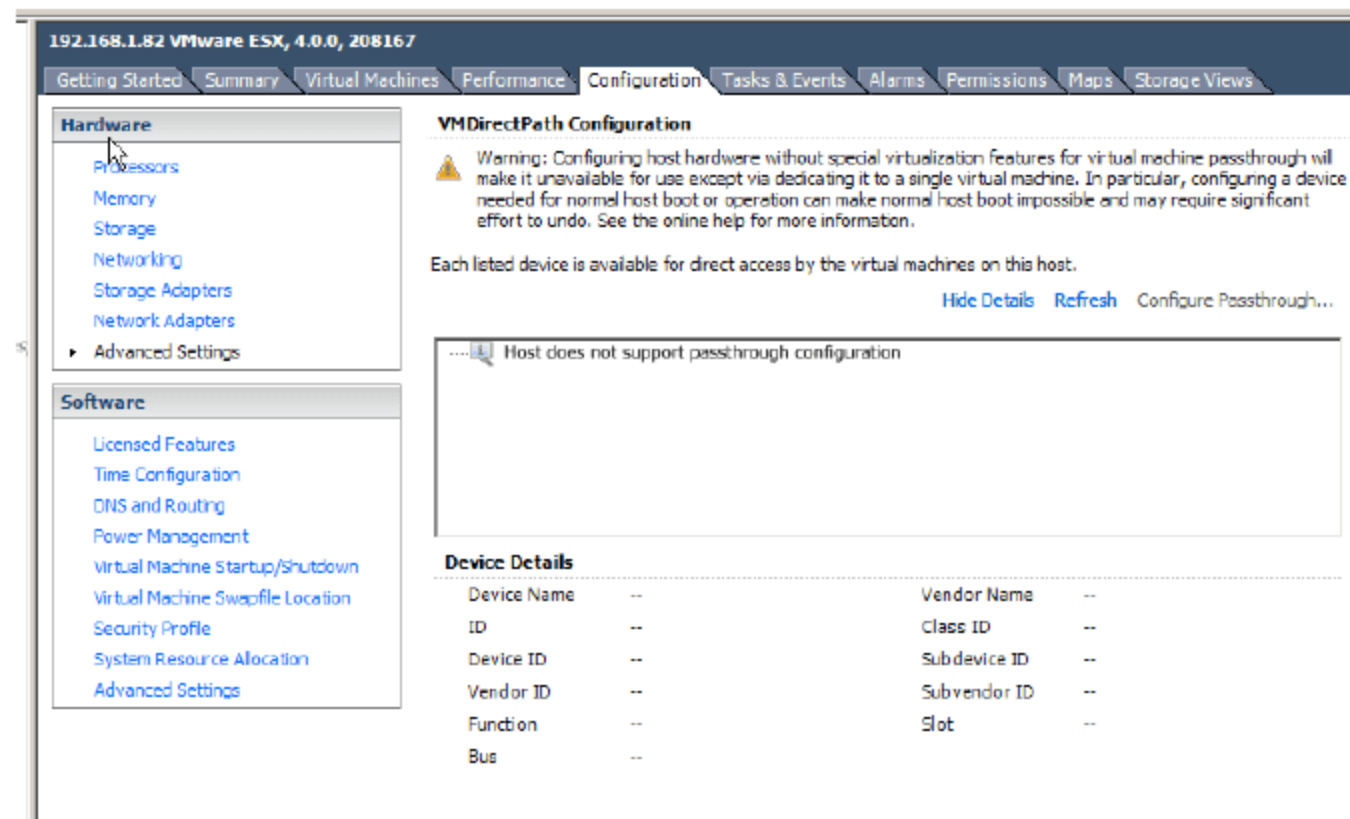 192.168.1.82 VMware ESX, 4.0.0, 208167
Getting Started Summary Virtual Machines Performance Configuration Tasks & Events Alarms Permissions Maps Storage Views
Hardware
Processors
Memory
Storage
Networking
Storage Adapters
Network Adapters
Advanced Settings
Software
Licensed Features
Time Configuration
DNS and Routing
Power Management
Virtual Machine Startup/Shutdown
Virtual Machine Swapfile Location
Security Profile
System Resource Allocation
Advanced Settings
VMDirectPath Configuration
Warning: Configuring host hardware without special virtualization features for virtual machine passthrough will
make it unavailable for use except via dedicating it to a single virtual machine. In particular, configuring a device
needed for normal host boot or operation can make normal host boot impossible and may require significant
effort to undo. See the online help for more information.
Each listed device is available for direct access by the virtual machines on this host.
Hide Details Refresh Configure Passthrough...
Host does not support passthrough configuration
Device Details
Device Name -- Vendor Name --
ID -- Class ID --
Device ID -- Subdevice ID --
Vendor ID -- Subvendor ID --
Function -- Slot --
Bus --